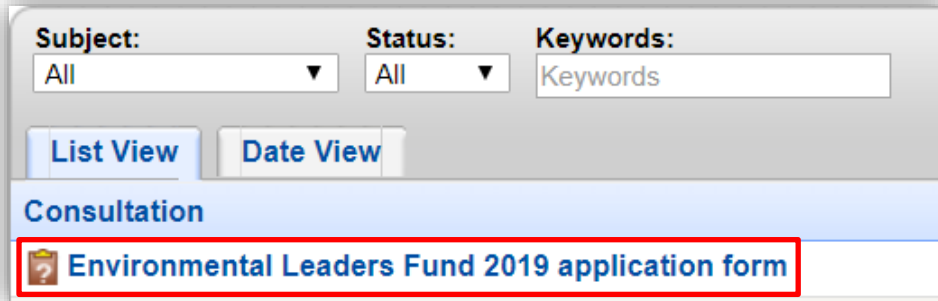 Subject: Status: Keywords:
All All Keywords
List View Date View
Consultation
Environmental Leaders Fund 2019 application form